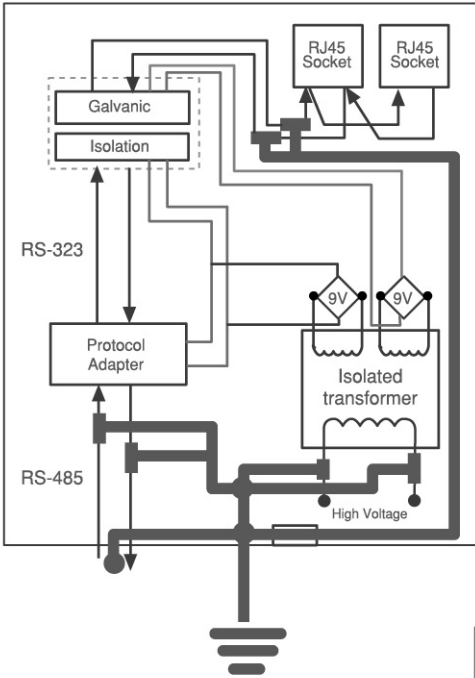 RJ45
Socket
RJ45
Socket
Galvanic
Isolation
RS-323
9V
9V
Protocol
Adapter
Isolated
transformer
RS-485
High Voltage